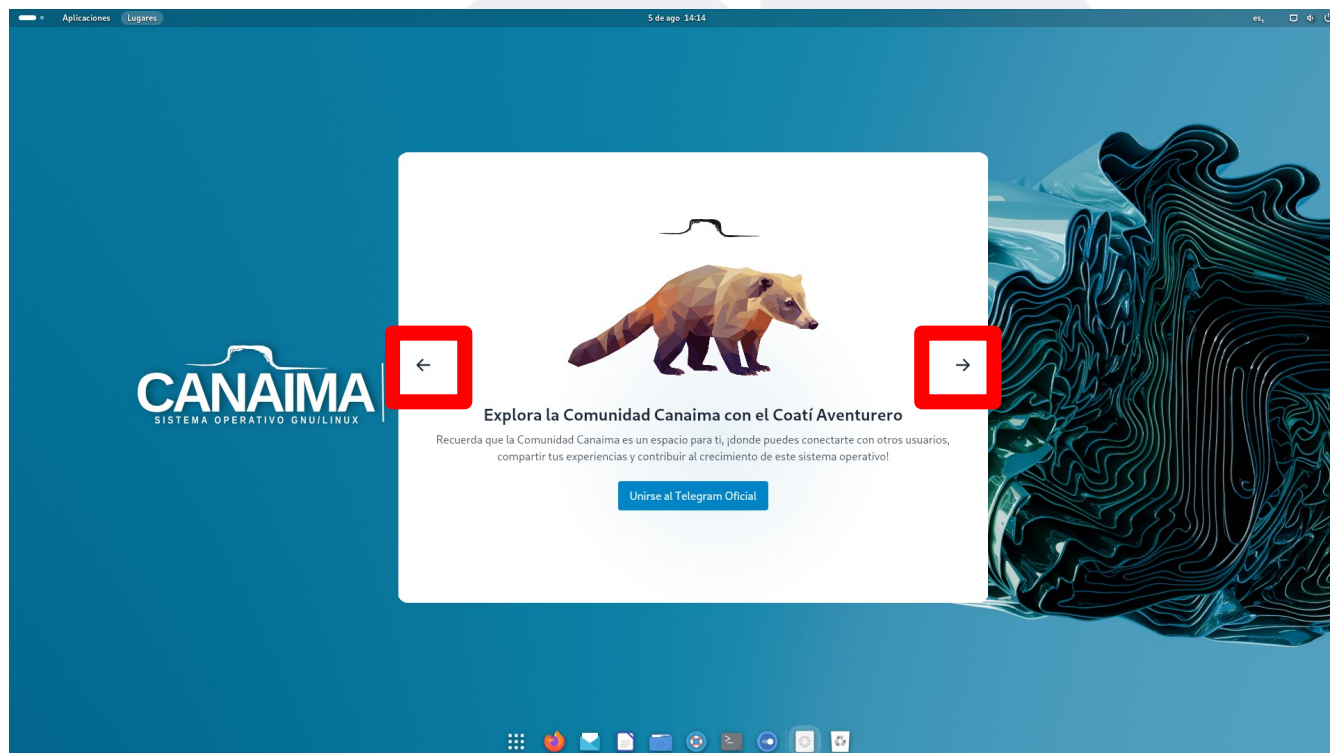 Aplicaciones Lugares 5 de ago 14:14 es,
CANAIMA
SISTEMA OPERATIVO GNU/LINUX
Explora la Comunidad Canaima con el Coatí Aventurero
Recuerda que la Comunidad Canaima es un espacio para ti, ¡donde puedes conectarte con otros usuarios,
compartir tus experiencias y contribuir al crecimiento de este sistema operativo!
Unirse al Telegram Oficial